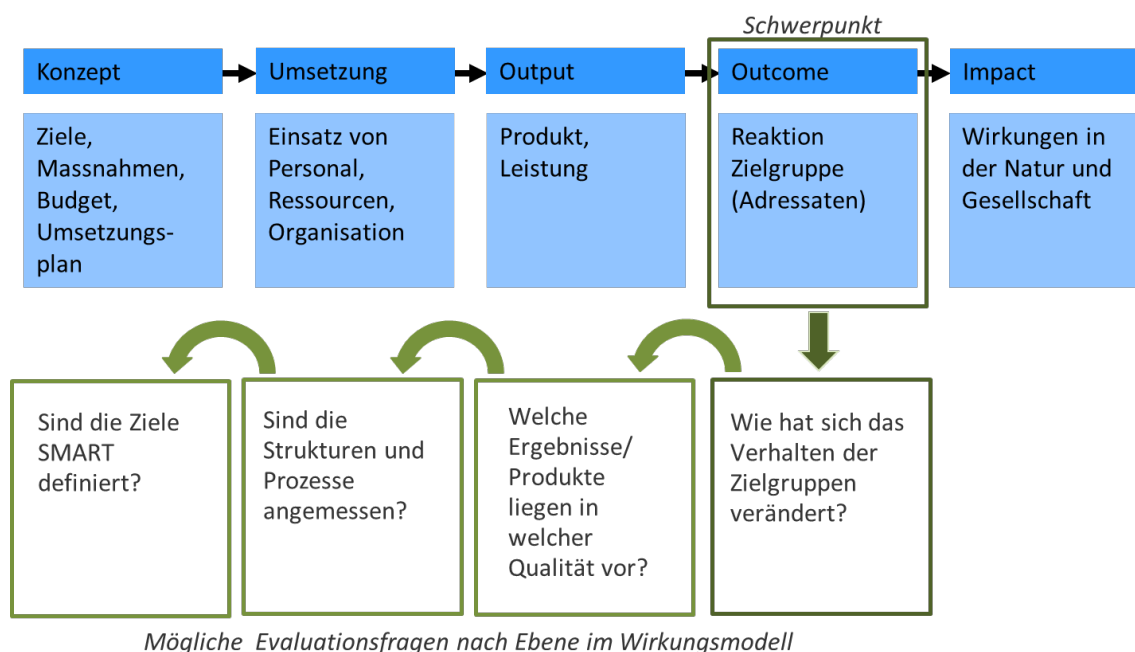 Schwerpunkt
Konzept
Umsetzung
Output
Outcome
Impact
Ziele,
Massnahmen,
Budget,
Umsetzungs-
plan
Einsatz von
Personal,
Ressourcen,
Organisation
Produkt,
Leistung
Reaktion
Zielgruppe
(Adressaten)
Wirkungen in
der Natur und
Gesellschaft
Sind die Ziele
SMART
definiert?
Sind die
Strukturen und
Prozesse
angemessen?
Welche
Ergebnisse/
Produkte
liegen in
welcher
Qualität vor?
Wie hat sich das
Verhalten der
Zielgruppen
verändert?
Mögliche Evaluationsfragen nach Ebene im Wirkungsmodell